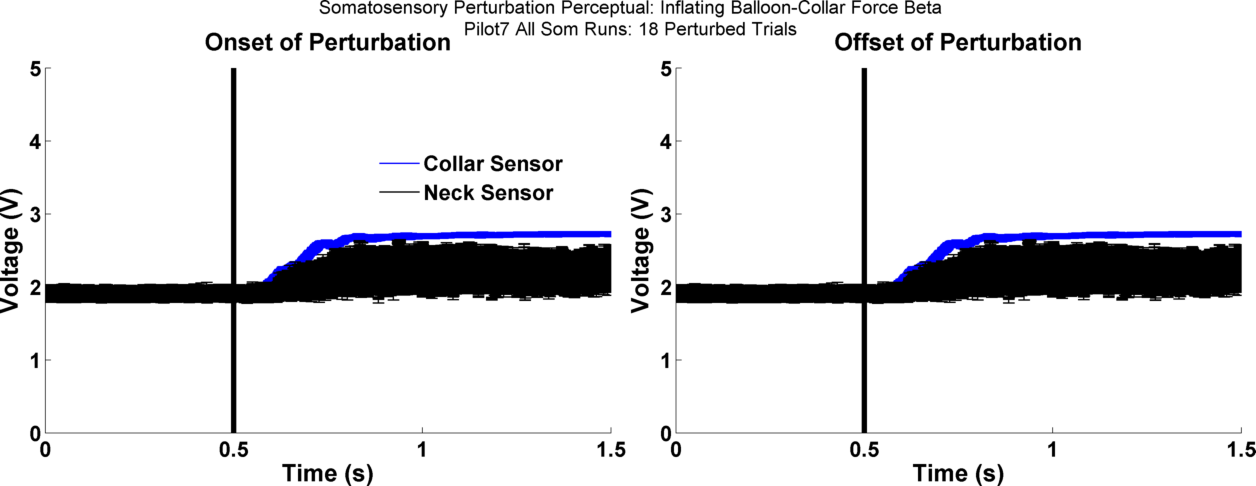 Somatosensory Perturbation Perceptual: Inflating Balloon-Collar Force Beta
Pilot7 All Som Runs: 18 Perturbed Trials
Onset of Perturbation
5
4
3
2
1
0
Voltage (V)
Collar Sensor
Neck Sensor
0 0.5 1 1.5
Time (s)
Offset of Perturbation
5
4
3
2
1
0
Voltage (V)
0 0.5 1 1.5
Time (s)